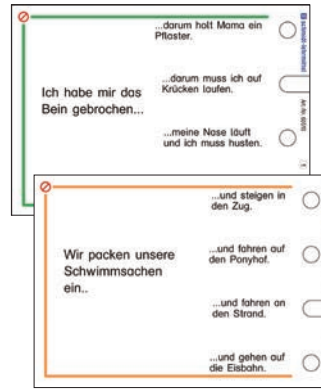 ...darum holt Mama ein
Pflaster.
Ich habe mir das
Bein gebrochen...
...darum muss ich auf
Krücken laufen.
...meine Nase läuft
und ich muss husten.
...und steigen in
den Zug.
Wir packen unsere
Schwimmsachen
ein..
...und fahren auf
den Ponyhof.
...und fahren an
den Strand.
...und gehen auf
die Eisbahn.